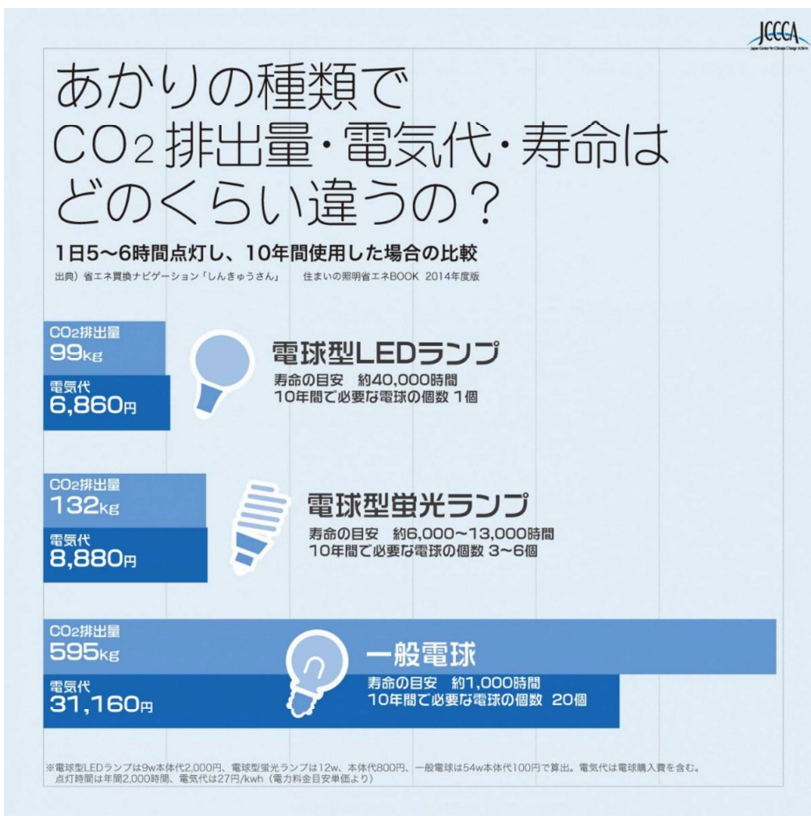 JCCCA
Japan Center for Climate Change Actions
あかりの種類で
CO2排出量・電気代・寿命は
どのくらい違うの?
1日5〜6時間点灯し、10年間使用した場合の比較
出典)省エネ買換ナビゲーション「しんきゅうさん」 住まいの照明省エネBOOK 2014年度版
CO2排出量
99kg
電気代
6,860円
電球型LEDランプ
寿命の目安 約40,000時間
10年間で必要な電球の個数 1個
CO2排出量
132kg
電気代
8,880円
電球型蛍光ランプ
寿命の目安 約6,000〜13,000時間
10年間で必要な電球の個数 3〜6個
CO2排出量
595kg
電気代
31,160円
一般電球
寿命の目安 約1,000時間
10年間で必要な電球の個数 20個
※電球型LEDランプは9w本体代2,000円、電球型蛍光ランプは12w、本体代800円、一般電球は54w本体代100円で算出。電気代は電球購入費を含む。
点灯時間は年間2,000時間、電気代は27円/kwh(電力料金目安単価より)